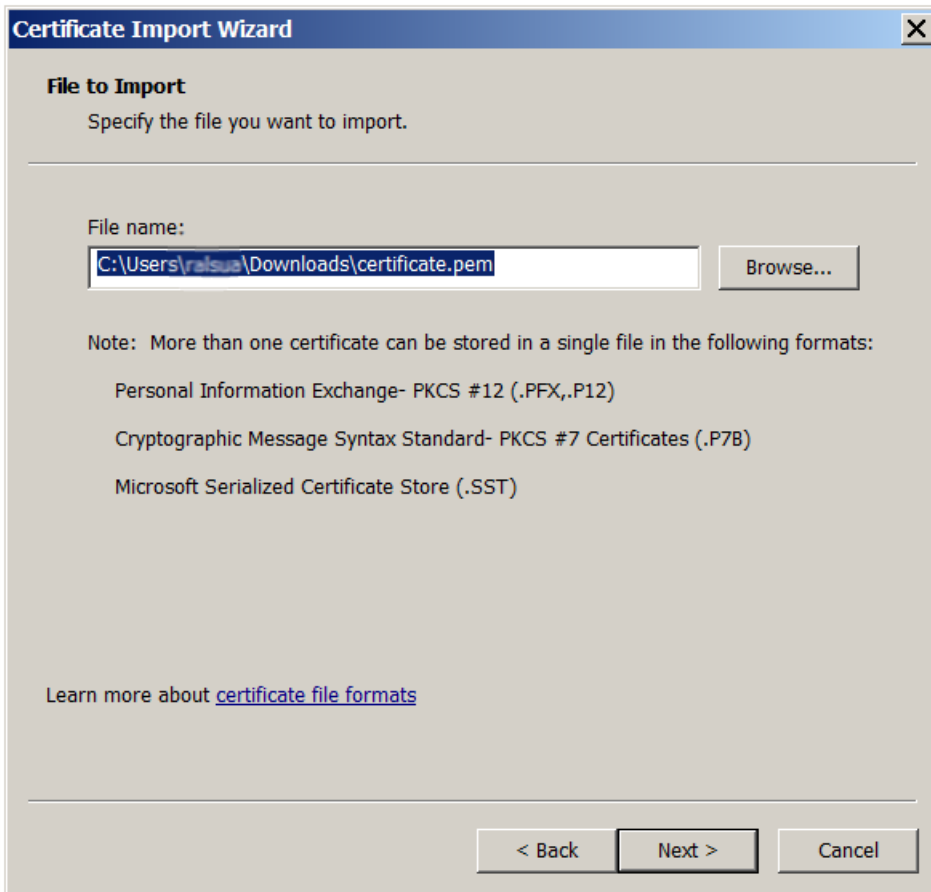 Certificate Import Wizard
File to Import
Specify the file you want to import.
File name:
C:\Users\ \Downloads\certificate.pem
Browse...
Note: More than one certificate can be stored in a single file in the following formats:
Personal Information Exchange- PKCS #12 (.PFX,.P12)
Cryptographic Message Syntax Standard- PKCS #7 Certificates (.P7B)
Microsoft Serialized Certificate Store (.SST)
Learn more about certificate file formats
< Back
Next >
Cancel